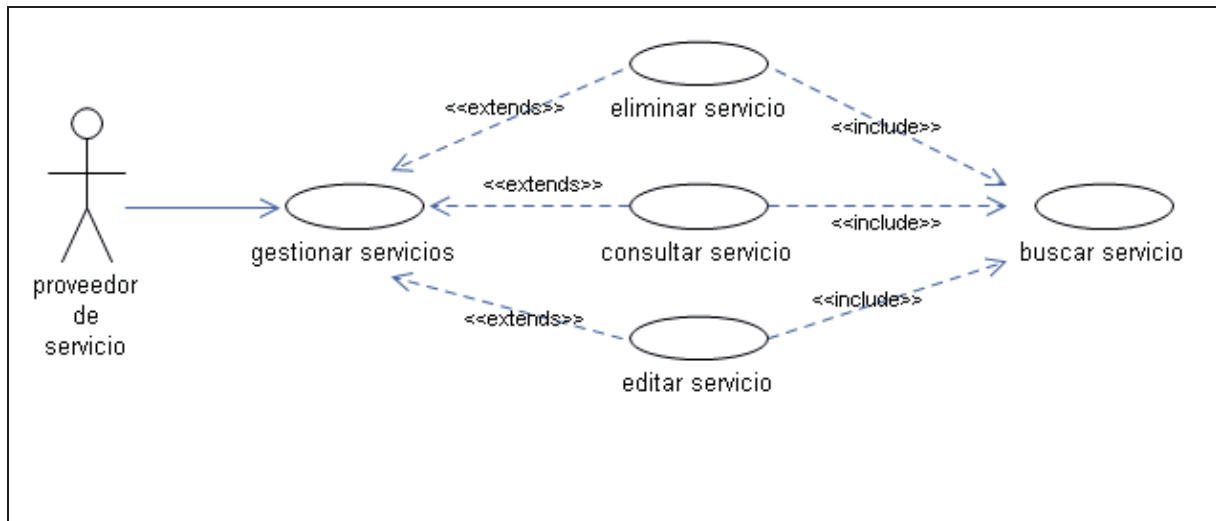 eliminar servicio
<<extends>>
<<include>>
<<extends>>
gestionar servicios
consultar servicio
<<include>>
buscar servicio
proveedor
de
servicio
<<extends>>
<<include>>
editar servicio